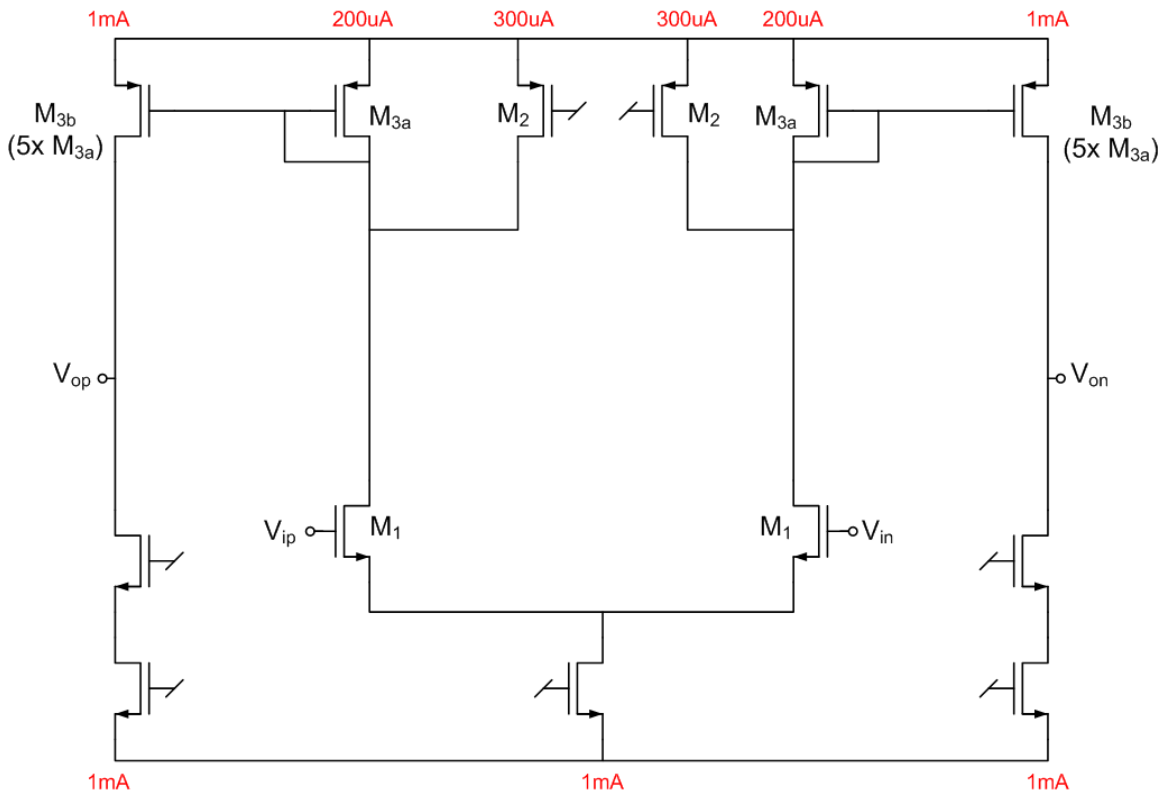 1mA
200uA
300uA
300uA
200uA
1mA
M3b
(5x M3a)
M3a
M2
M2
M3a
M3b
(5x M3a)
Vop
Von
Vip
M1
M1
Vin
1mA
1mA
1mA